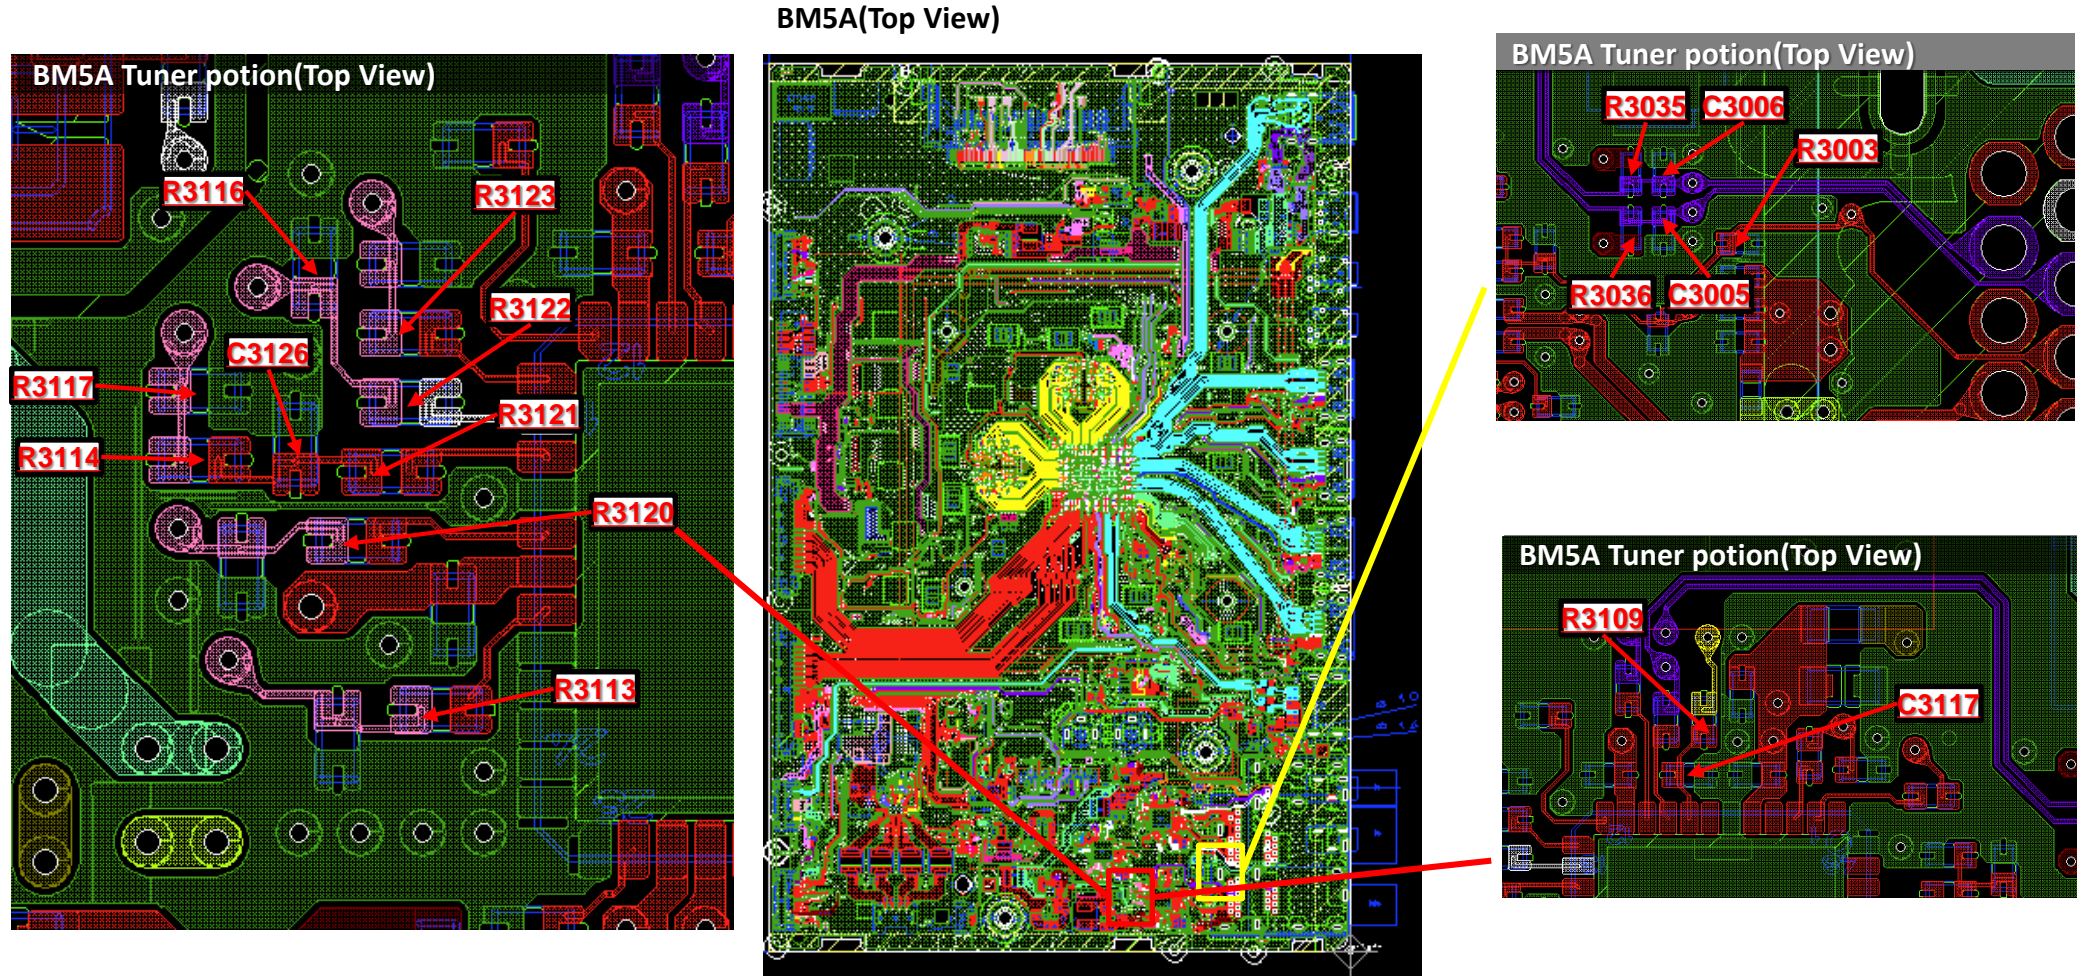 BM5A(Top View)
BM5A Tuner potion(Top View)
R3116
R3123
R3122
C3126
R3117
R3121
R3114
R3120
R3113
BM5A Tuner potion(Top View)
R3035
C3006
R3003
R3036
C3005
BM5A Tuner potion(Top View)
R3109
C3117